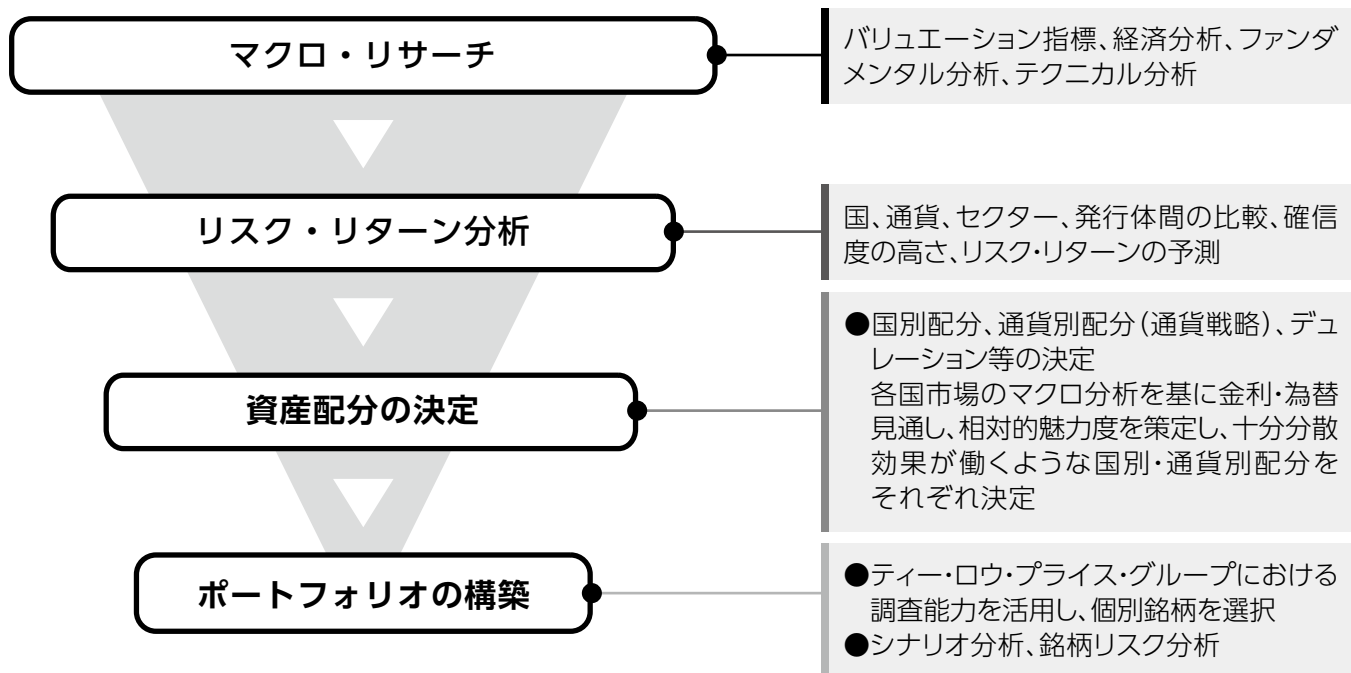 マクロ・リサーチ
バリュエーション指標、経済分析、ファンダ
メンタル分析、テクニカル分析
リスク・リターン分析
国、通貨、セクター、発行体間の比較、確信
度の高さ、リスク・リターンの予測
資産配分の決定
●国別配分、通貨別配分（通貨戦略）、デュ
レーション等の決定
各国市場のマクロ分析を基に金利・為替
見通し、相対的魅力度を策定し、十分分散
効果が働くような国別・通貨別配分を
それぞれ決定
ポートフォリオの構築
●ティー・ロウ・プライス・グループにおける
調査能力を活用し、個別銘柄を選択
●シナリオ分析、銘柄リスク分析